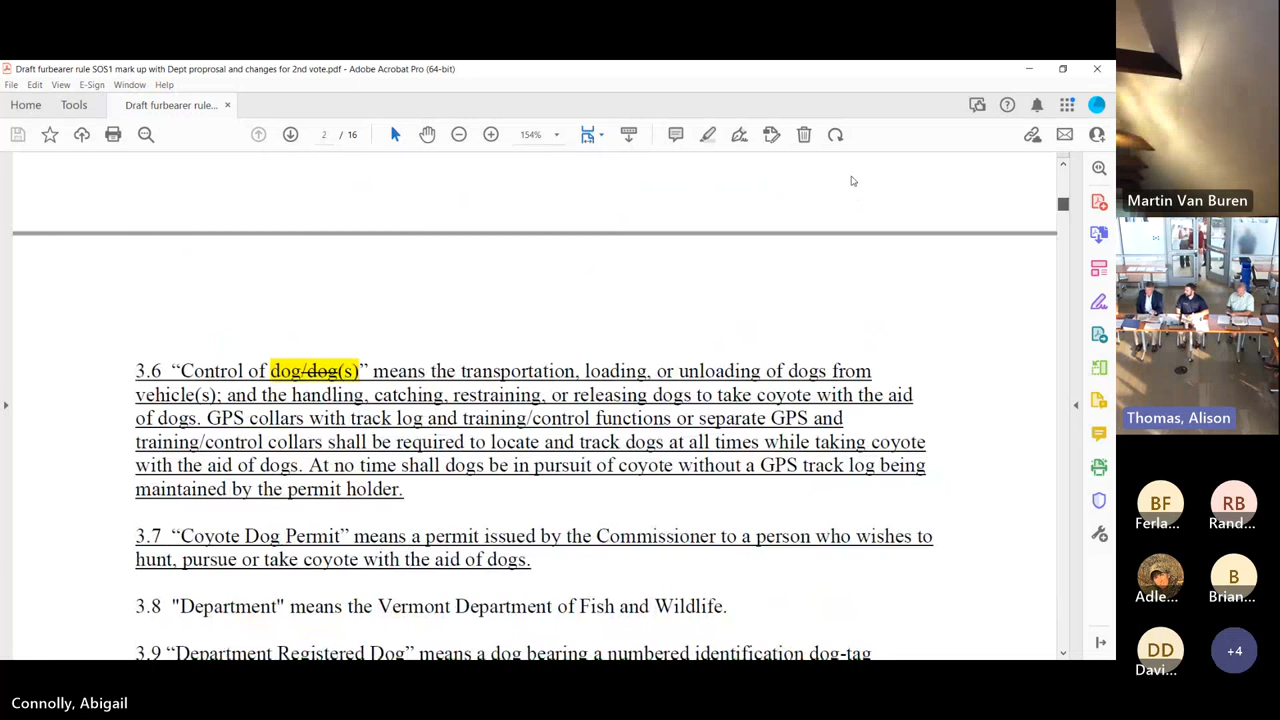 Draft furbearer rule SOS1 mark up with Dept proprosal and changes for 2nd vote.pdf - Adobe Acrobat Pro (64-bit)
File Edit View E-Sign Window Help
Home Tools Draft furbearer rule... ×
2 / 16 154%
3.6 “Control of dog/dog(s)” means the transportation, loading, or unloading of dogs from
vehicle(s); and the handling, catching, restraining, or releasing dogs to take coyote with the aid
of dogs. GPS collars with track log and training/control functions or separate GPS and
training/control collars shall be required to locate and track dogs at all times while taking coyote
with the aid of dogs. At no time shall dogs be in pursuit of coyote without a GPS track log being
maintained by the permit holder.
3.7 “Coyote Dog Permit” means a permit issued by the Commissioner to a person who wishes to
hunt, pursue or take coyote with the aid of dogs.
3.8 "Department" means the Vermont Department of Fish and Wildlife.
3.9 “Department Registered Dog” means a dog bearing a numbered identification dog-tag
Martin Van Buren
Thomas, Alison
BF RB
Ferla... Rand...
B
Adle... Brian...
DD +4
Davi...
Connolly, Abigail